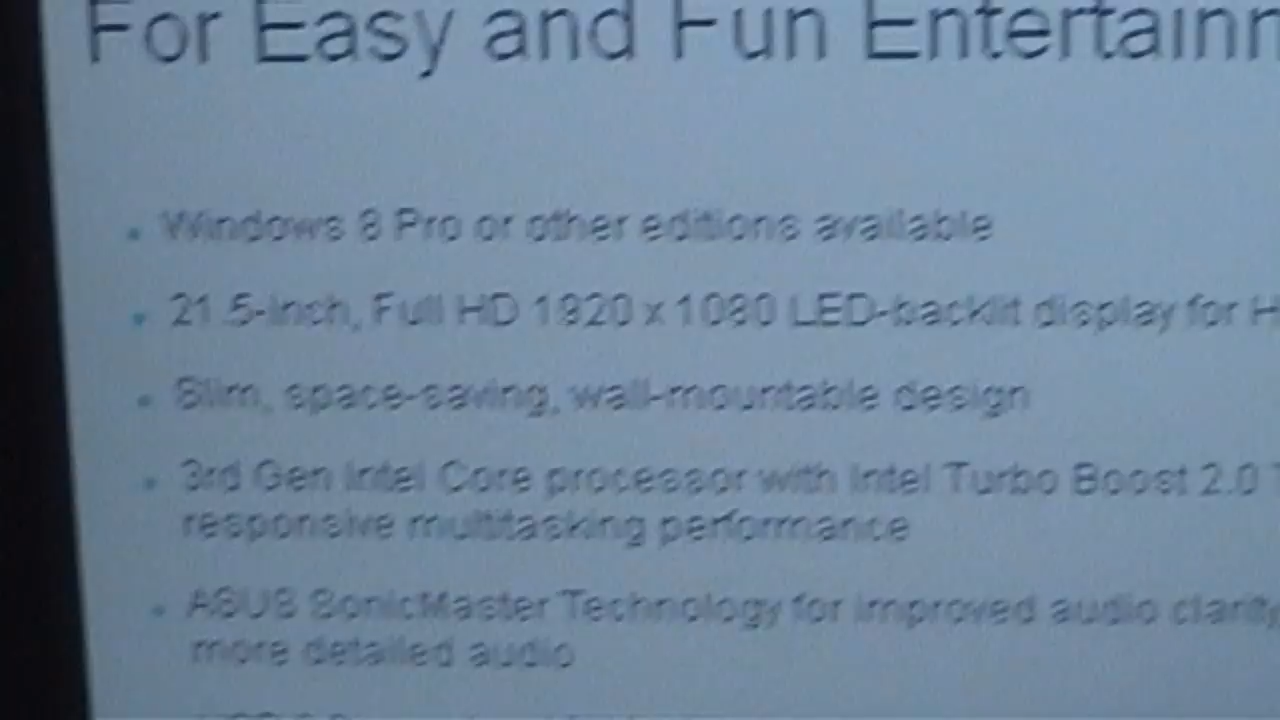 For Easy and Fun Entertainm
• Windows 8 Pro or other editions available
• 21.5-inch, Full HD 1920 x 1080 LED-backlit display for H
• Slim, space-saving, wall-mountable design
• 3rd Gen Intel Core processor with Intel Turbo Boost 2.0 T
responsive multitasking performance
• ASUS SonicMaster Technology for improved audio clarity
more detailed audio